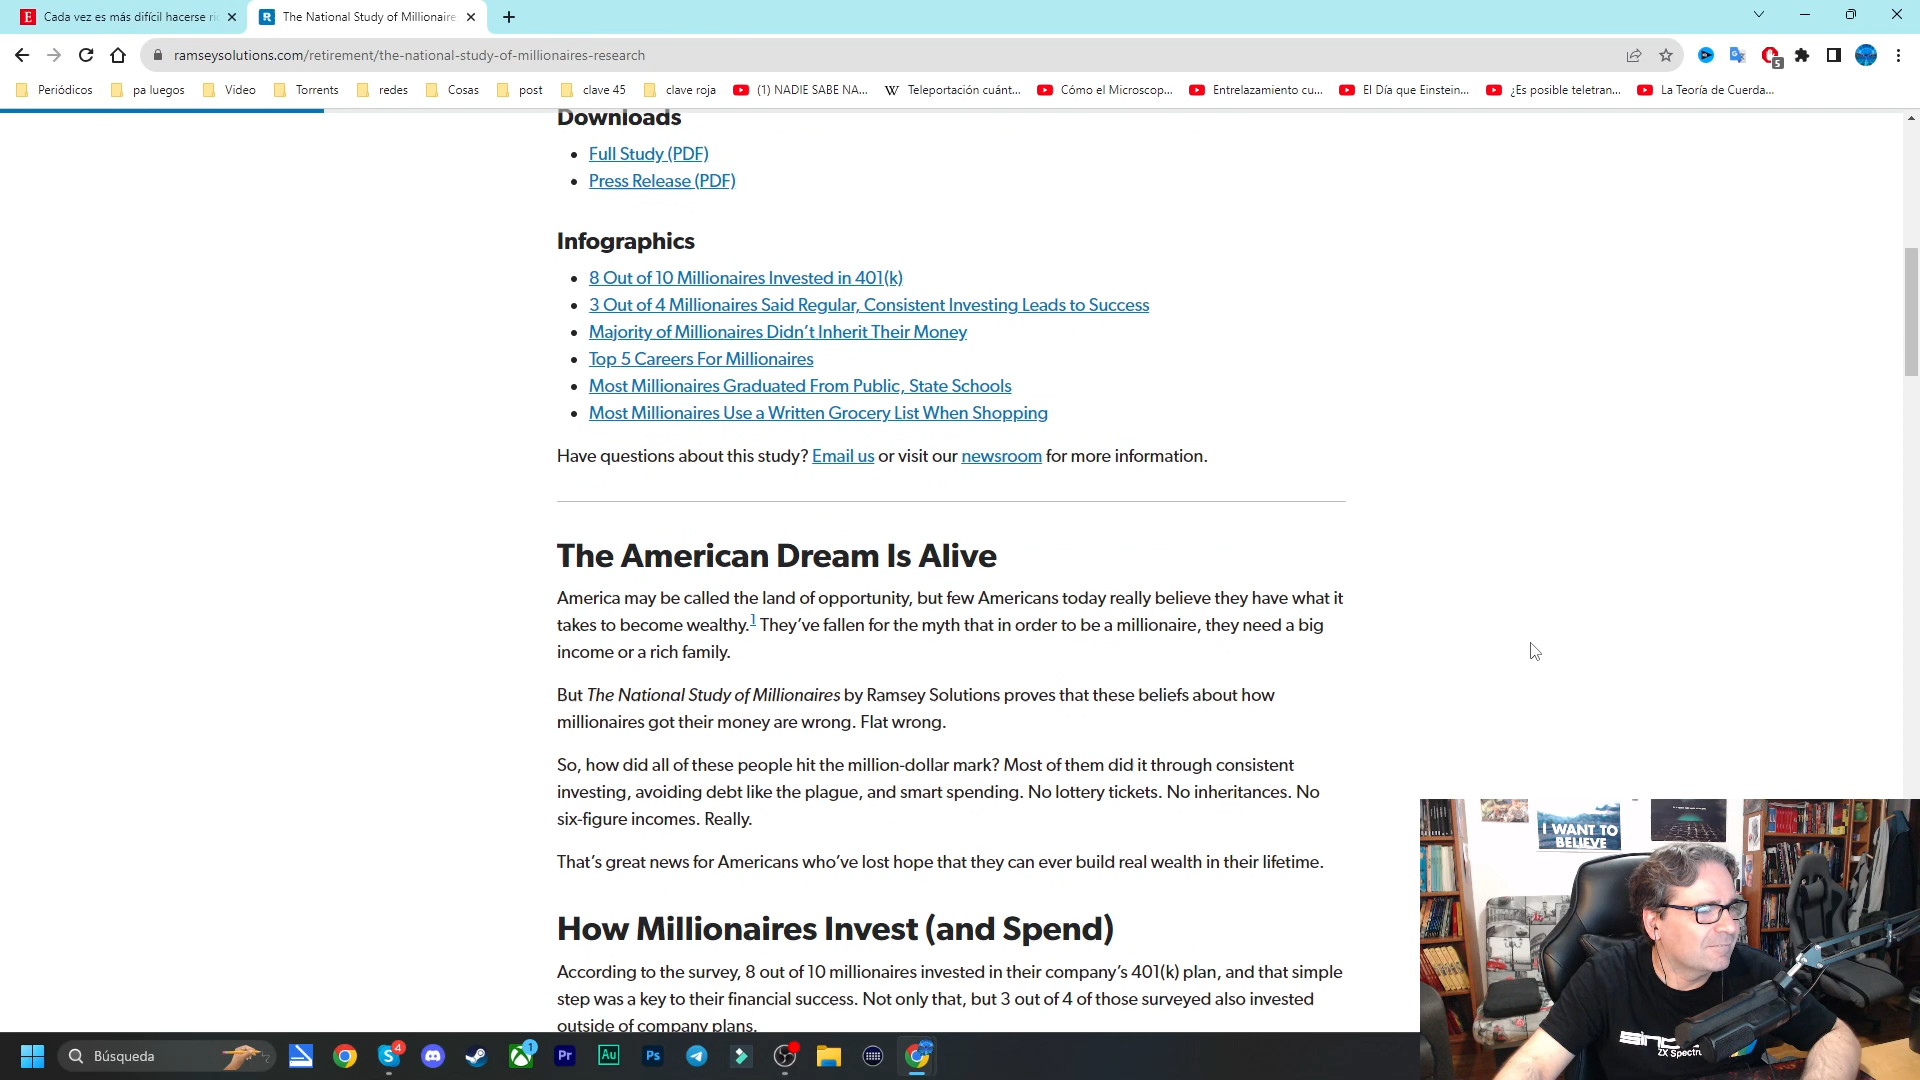 Cada vez es más difícil hacerse ri
The National Study of Millionaire
ramseysolutions.com/retirement/the-national-study-of-millionaires-research
5
Periódicos
pa luegos
Video
Torrents
redes
Cosas
post
clave 45
clave roja
(1) NADIE SABE NA...
W Teleportación cuánt...
Cómo el Microscop...
Entrelazamiento cu...
El Día que Einstein...
¿Es posible teletran...
La Teoría de Cuerda...
Downloads
• Full Study (PDF)
• Press Release (PDF)
Infographics
• 8 Out of 10 Millionaires Invested in 401(k)
• 3 Out of 4 Millionaires Said Regular, Consistent Investing Leads to Success
• Majority of Millionaires Didn’t Inherit Their Money
• Top 5 Careers For Millionaires
• Most Millionaires Graduated From Public, State Schools
• Most Millionaires Use a Written Grocery List When Shopping
Have questions about this study? Email us or visit our newsroom for more information.
The American Dream Is Alive
America may be called the land of opportunity, but few Americans today really believe they have what it
takes to become wealthy.1 They’ve fallen for the myth that in order to be a millionaire, they need a big
income or a rich family.
But The National Study of Millionaires by Ramsey Solutions proves that these beliefs about how
millionaires got their money are wrong. Flat wrong.
So, how did all of these people hit the million-dollar mark? Most of them did it through consistent
investing, avoiding debt like the plague, and smart spending. No lottery tickets. No inheritances. No
six-figure incomes. Really.
That’s great news for Americans who’ve lost hope that they can ever build real wealth in their lifetime.
How Millionaires Invest (and Spend)
According to the survey, 8 out of 10 millionaires invested in their company’s 401(k) plan, and that simple
step was a key to their financial success. Not only that, but 3 out of 4 of those surveyed also invested
outside of company plans.
I WANT TO
BELIEVE
sinc
ZX Spectru
Búsqueda
4
1
Pr
Au
Ps